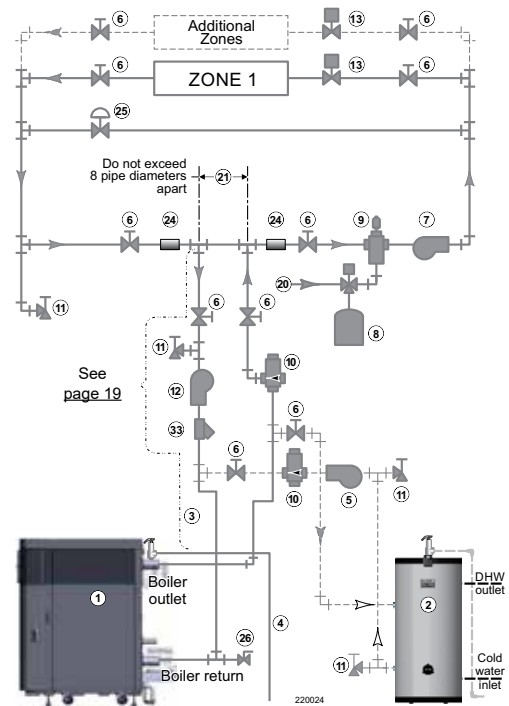 6
13
6
Additional
Zones
6
13
6
ZONE 1
25
Do not exceed
8 pipe diameters
apart
21
6
24
24
6
9
7
20
11
6
6
8
See
page 19
11
12
10
33
6
6
3
10
5
11
1
Boiler
outlet
4
2
DHW
outlet
26
11
Boiler return
Cold
water
inlet
220024